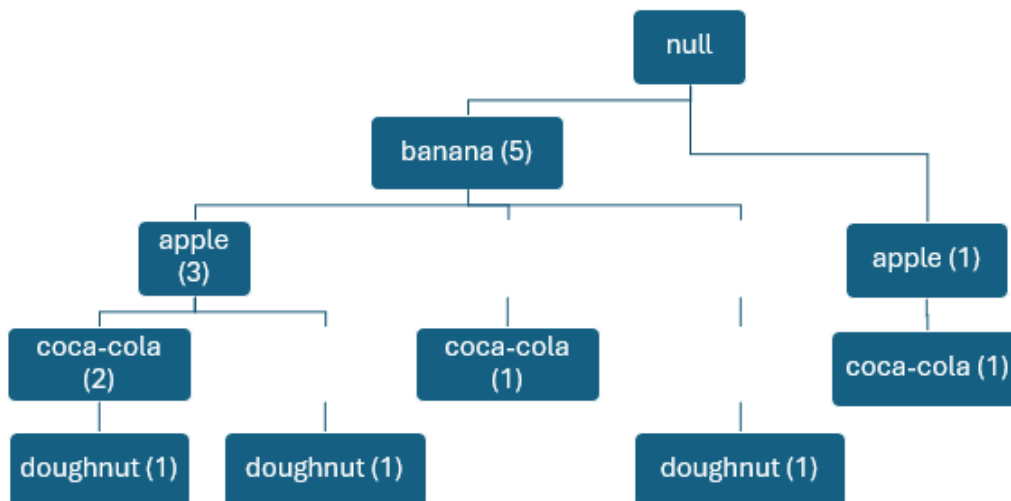 null
banana (5)
apple
(3)
apple (1)
coca-cola
(2)
coca-cola
(1)
coca-cola (1)
doughnut (1)
doughnut (1)
doughnut (1)